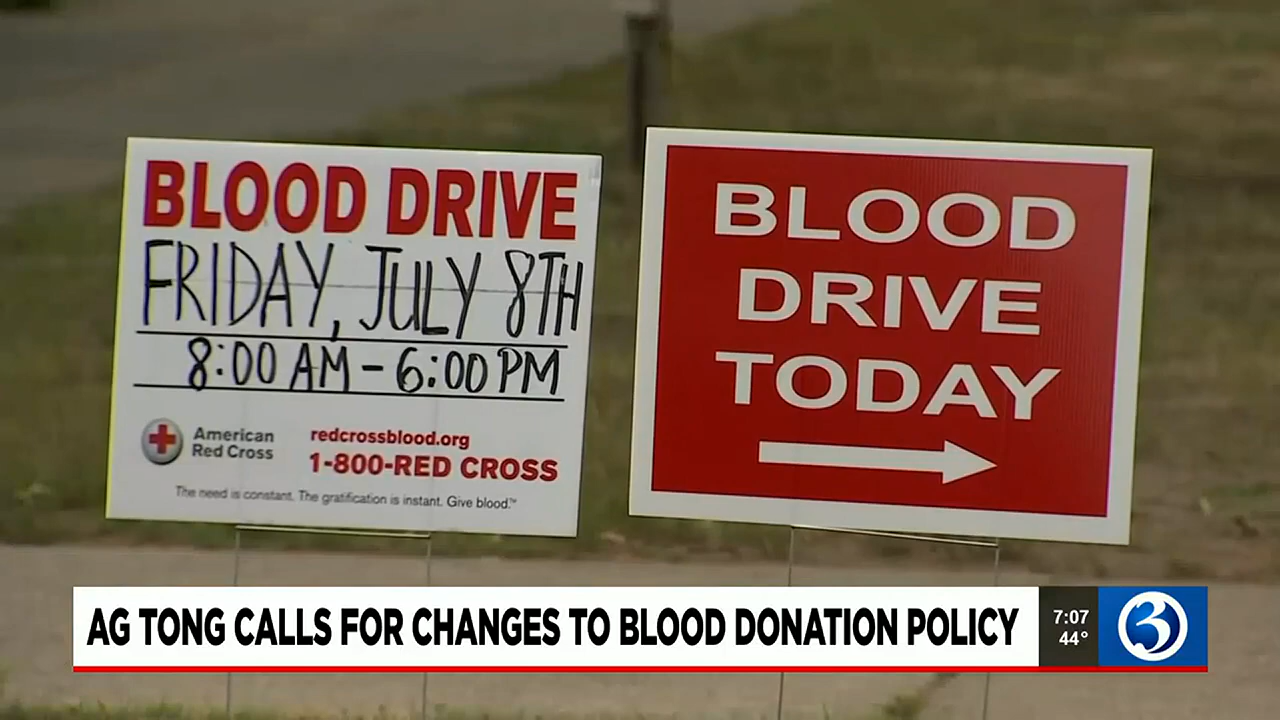 BLOOD DRIVE
FRIDAY, JULY 8TH
8:00 AM - 6:00 PM
American
Red Cross
redcrossblood.org
1-800-RED CROSS
The need is constant. The gratification is instant. Give blood.™
BLOOD
DRIVE
TODAY
AG TONG CALLS FOR CHANGES TO BLOOD DONATION POLICY
7:07
44°
3